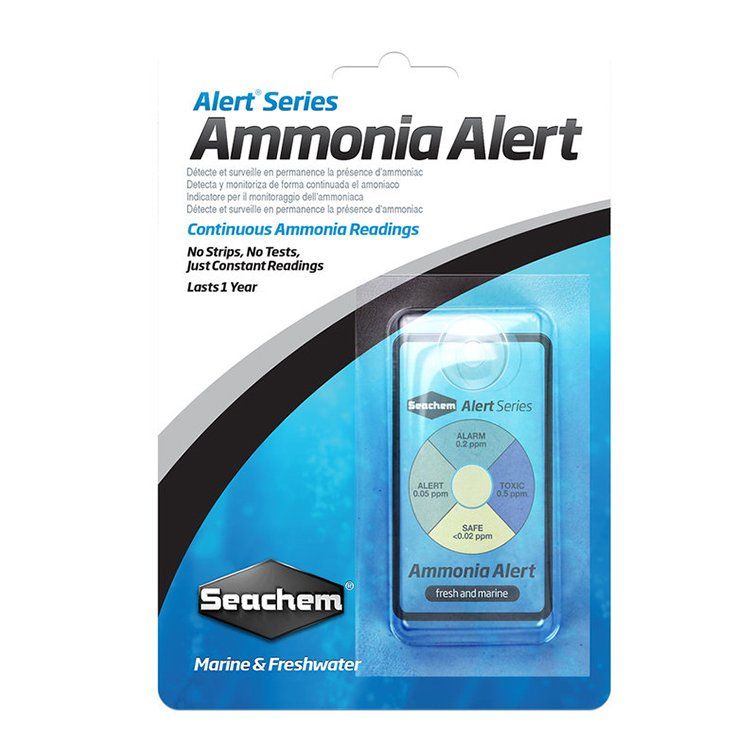 Alert® Series
Ammonia Alert
Détecte et surveille en permanence la présence d'ammoniac
Detecta y monitoriza de forma continuada el amoniaco
Indicatore per il monitoraggio dell'ammoniaca
Détecte et surveille en permanence la présence d'ammoniac
Continuous Ammonia Readings
No Strips, No Tests,
Just Constant Readings
Lasts 1 Year
Seachem Alert Series
ALARM
0.2 ppm
ALERT
0.05 ppm
TOXIC
0.5 ppm
SAFE
<0.02 ppm
Ammonia Alert
fresh and marine
Seachem®
Marine & Freshwater